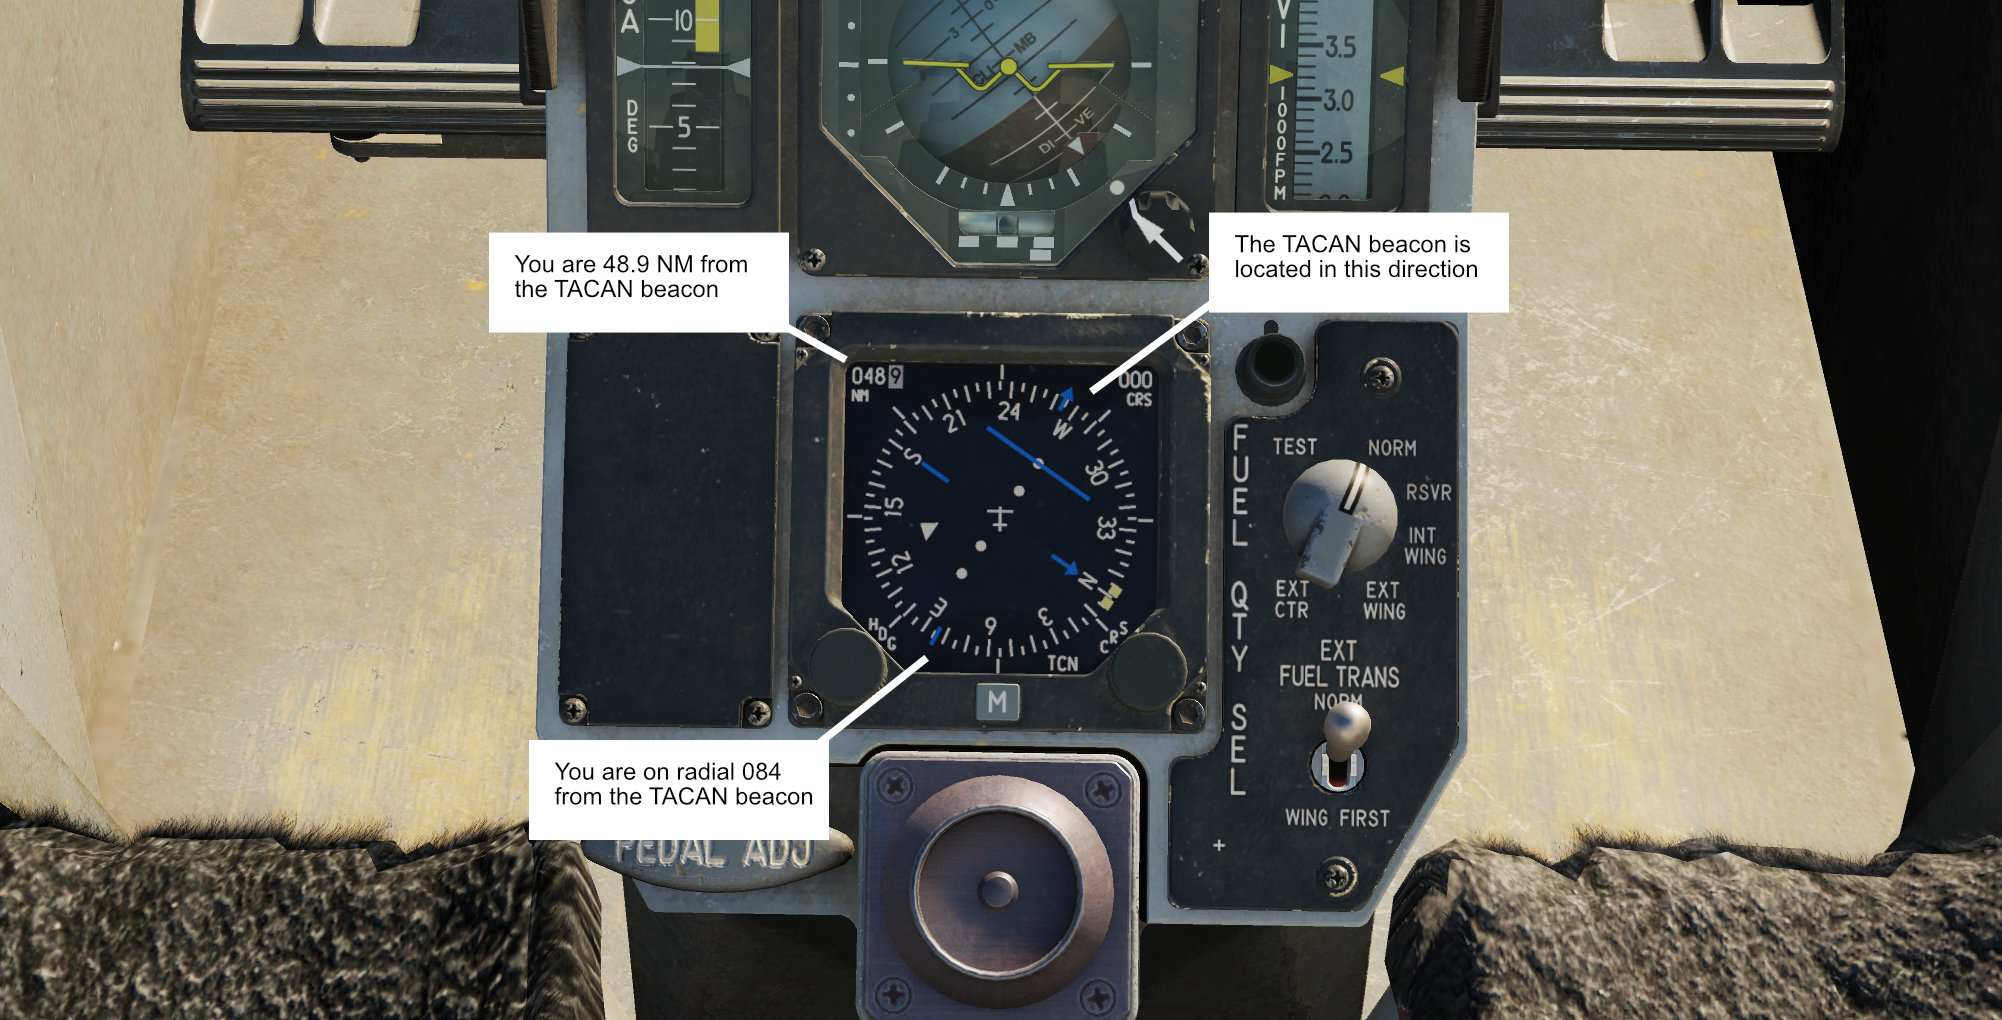 A
10
DEG
5
3
0
MB
CLI
DI
VE
VI
1000FPM
3.5
3.0
2.5
You are 48.9 NM from
the TACAN beacon
The TACAN beacon is
located in this direction
0489
NM
000
CRS
21
24
W
30
33
N
3
6
E
12
15
S
HDG
CRS
TCN
M
FUEL QTY SEL
TEST
NORM
RSVR
INT
WING
EXT
WING
EXT
CTR
EXT
FUEL TRANS
NORM
WING FIRST
You are on radial 084
from the TACAN beacon
PEDAL ADJ